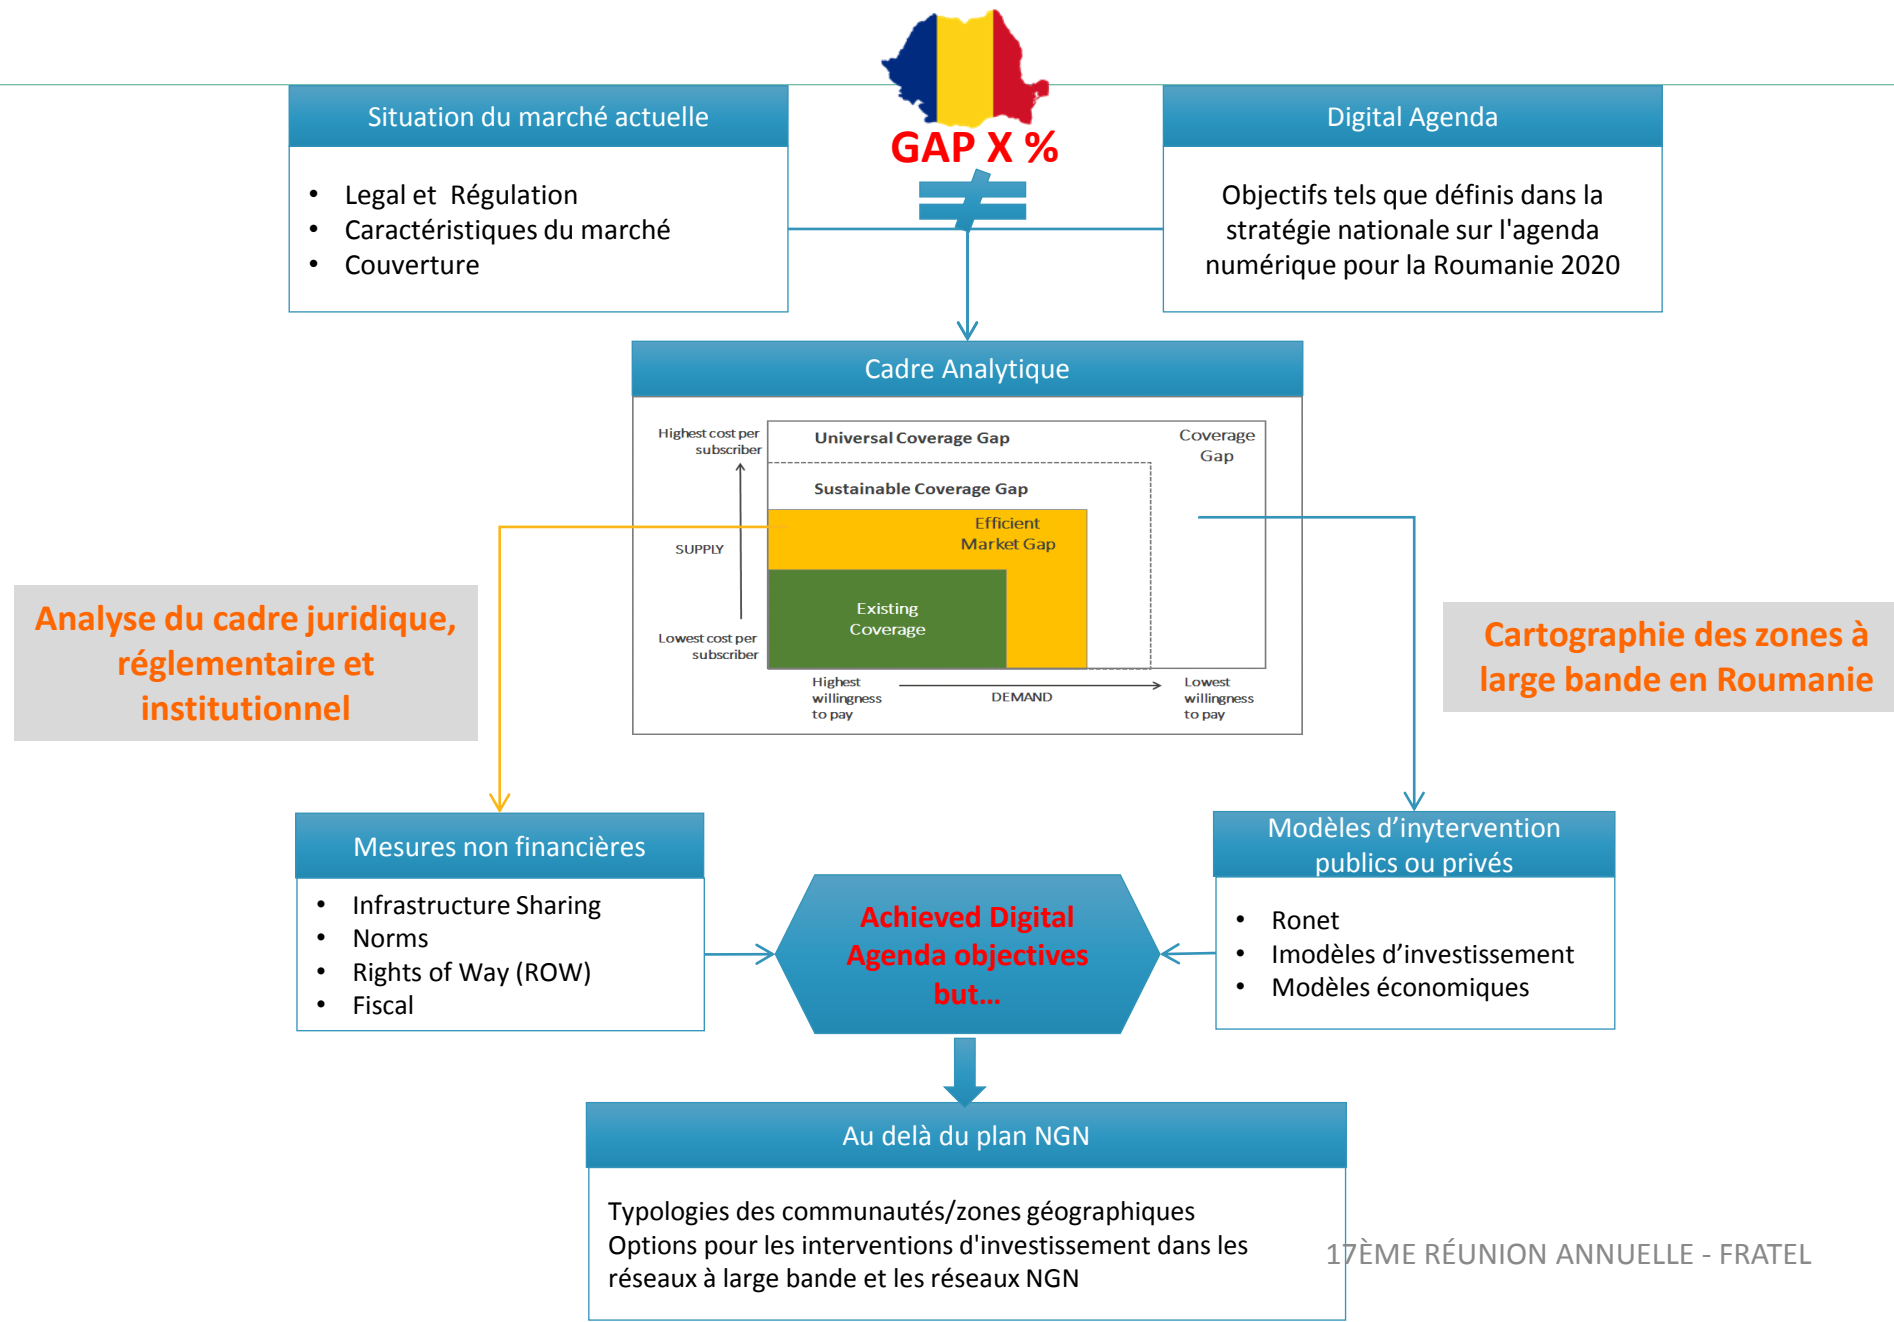 GAP X %
Situation du marché actuelle
• Legal et Régulation
• Caractéristiques du marché
• Couverture
Digital Agenda
Objectifs tels que définis dans la
stratégie nationale sur l'agenda
numérique pour la Roumanie 2020
Cadre Analytique
Highest cost per
subscriber
SUPPLY
Lowest cost per
subscriber
Universal Coverage Gap
Coverage
Gap
Sustainable Coverage Gap
Efficient
Market Gap
Existing
Coverage
Highest
willingness
to pay
DEMAND
Lowest
willingness
to pay
Analyse du cadre juridique,
réglementaire et
institutionnel
Cartographie des zones à
large bande en Roumanie
Mesures non financières
• Infrastructure Sharing
• Norms
• Rights of Way (ROW)
• Fiscal
Achieved Digital
Agenda objectives
but...
Modèles d’inytervention
publics ou privés
• Ronet
• Imodèles d’investissement
• Modèles économiques
Au delà du plan NGN
Typologies des communautés/zones géographiques
Options pour les interventions d'investissement dans les
réseaux à large bande et les réseaux NGN
17ÈME RÉUNION ANNUELLE - FRATEL